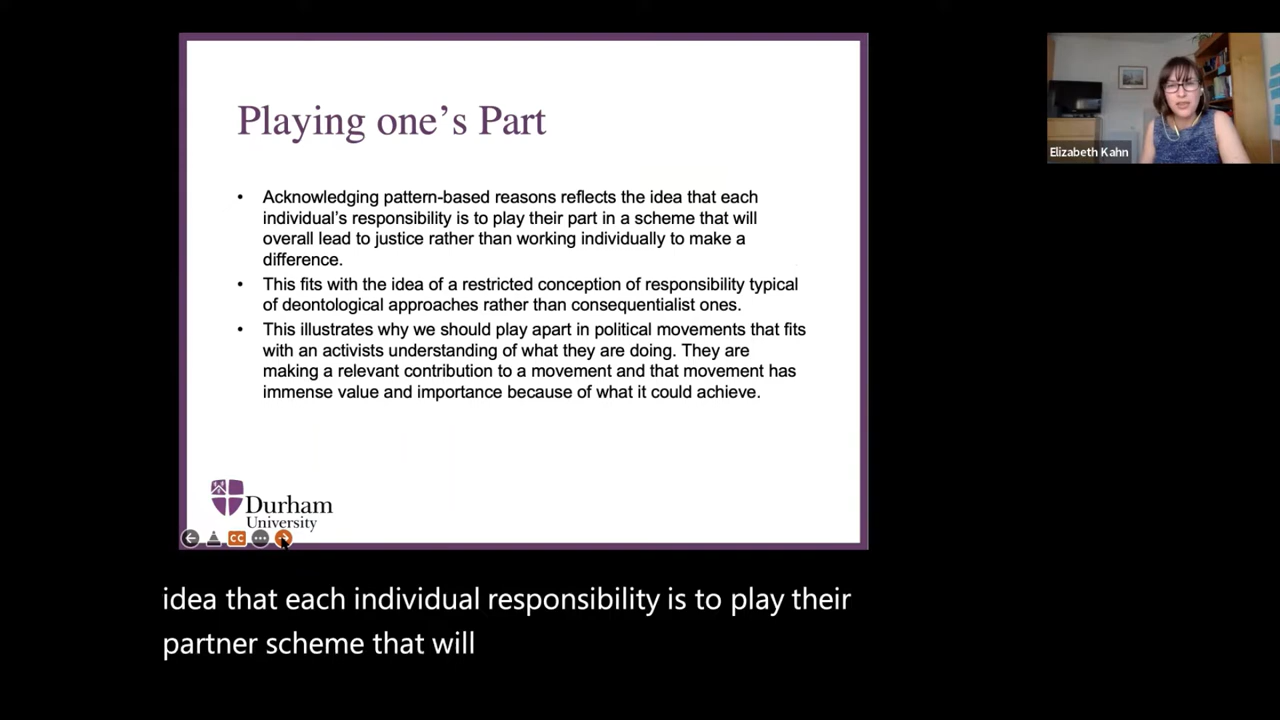 Playing one's Part
• Acknowledging pattern-based reasons reflects the idea that each
individual's responsibility is to play their part in a scheme that will
overall lead to justice rather than working individually to make a
difference.
• This fits with the idea of a restricted conception of responsibility typical
of deontological approaches rather than consequentialist ones.
• This illustrates why we should play apart in political movements that fits
with an activists understanding of what they are doing. They are
making a relevant contribution to a movement and that movement has
immense value and importance because of what it could achieve.
Durham
University
CC
Elizabeth Kahn
idea that each individual responsibility is to play their
partner scheme that will